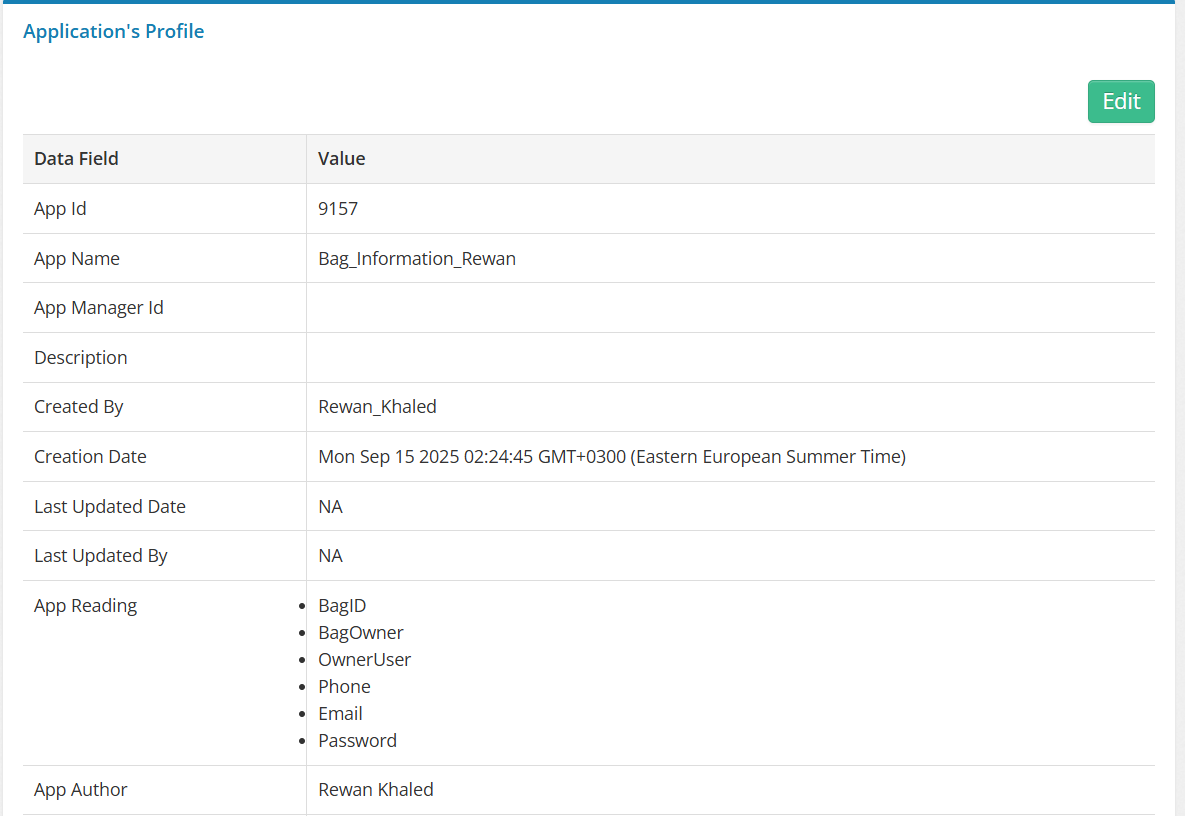 Application's Profile
Edit
Data Field Value
App Id 9157
App Name Bag_Information_Rewan
App Manager Id
Description
Created By Rewan_Khaled
Creation Date Mon Sep 15 2025 02:24:45 GMT+0300 (Eastern European Summer Time)
Last Updated Date NA
Last Updated By NA
App Reading • BagID
• BagOwner
• OwnerUser
• Phone
• Email
• Password
App Author Rewan Khaled